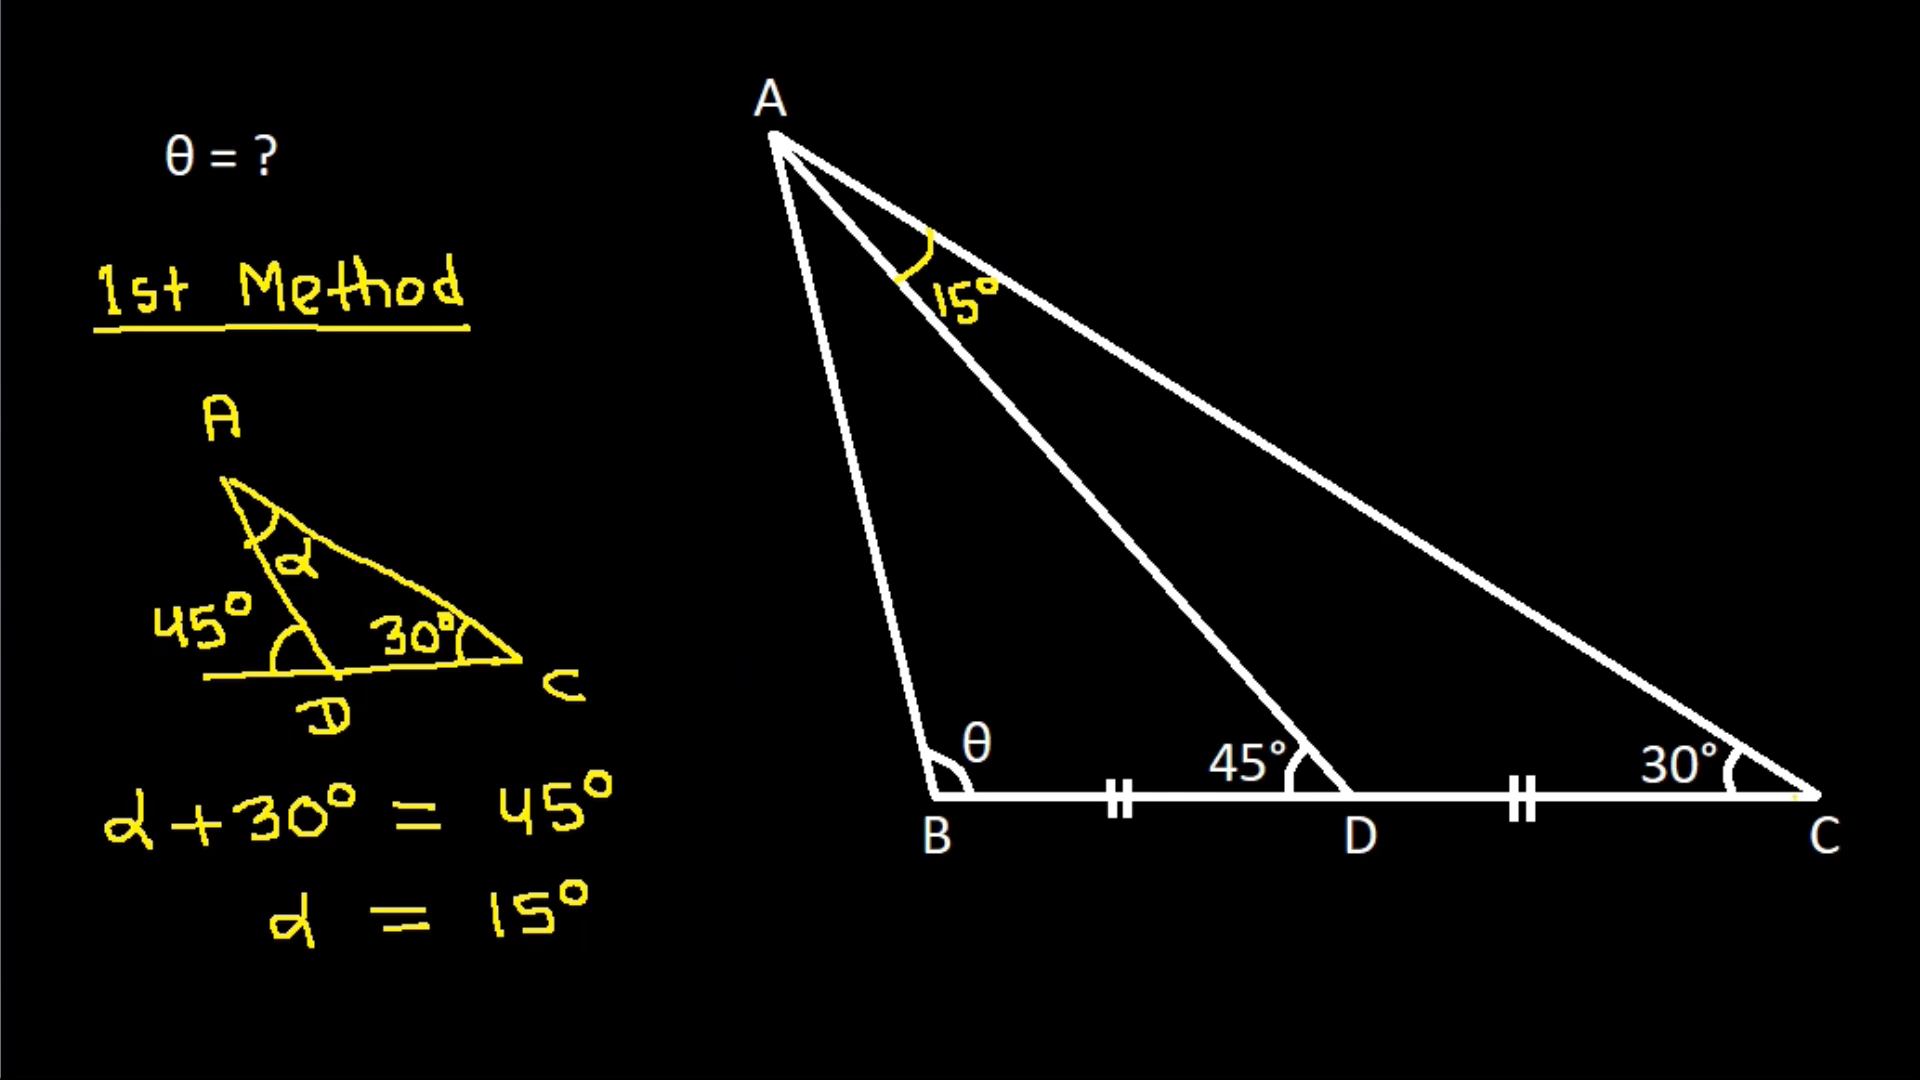 θ = ?
1st Method
A
α
45°
30°
D
C
α + 30° = 45°
α = 15°
A
15°
θ
45°
30°
B
D
C